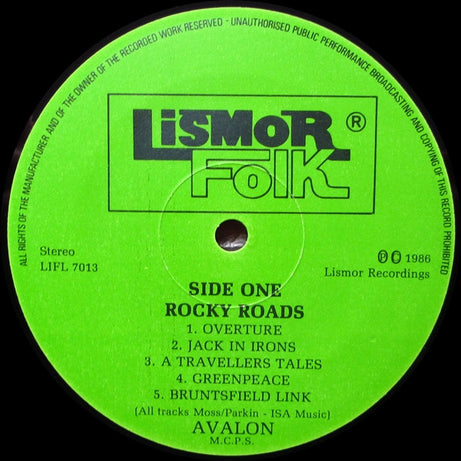 ALL RIGHTS OF THE MANUFACTURER AND OF THE OWNER OF THE RECORDED WORK RESERVED - UNAUTHORISED PUBLIC PERFORMANCE BROADCASTING AND COPYING OF THIS RECORD PROHIBITED
LiSMOR ®
FOlK
Stereo
LIFL 7013
Ⓟ © 1986
Lismor Recordings
SIDE ONE
ROCKY ROADS
1. OVERTURE
2. JACK IN IRONS
3. A TRAVELLERS TALES
4. GREENPEACE
5. BRUNTSFIELD LINK
(All tracks Moss/Parkin - ISA Music)
AVALON
M.C.P.S.